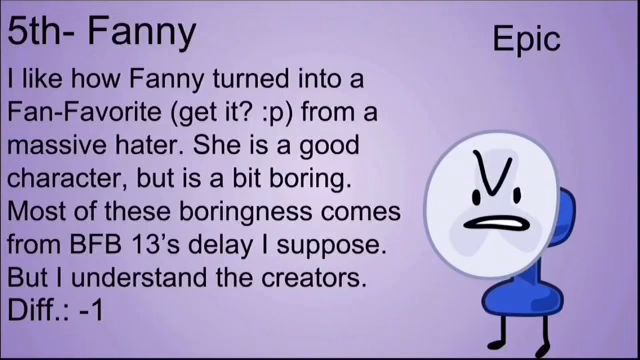 5th- Fanny
Epic
I like how Fanny turned into a
Fan-Favorite (get it? :p) from a
massive hater. She is a good
character, but is a bit boring.
Most of these boringness comes
from BFB 13's delay I suppose.
But I understand the creators.
Diff.: -1